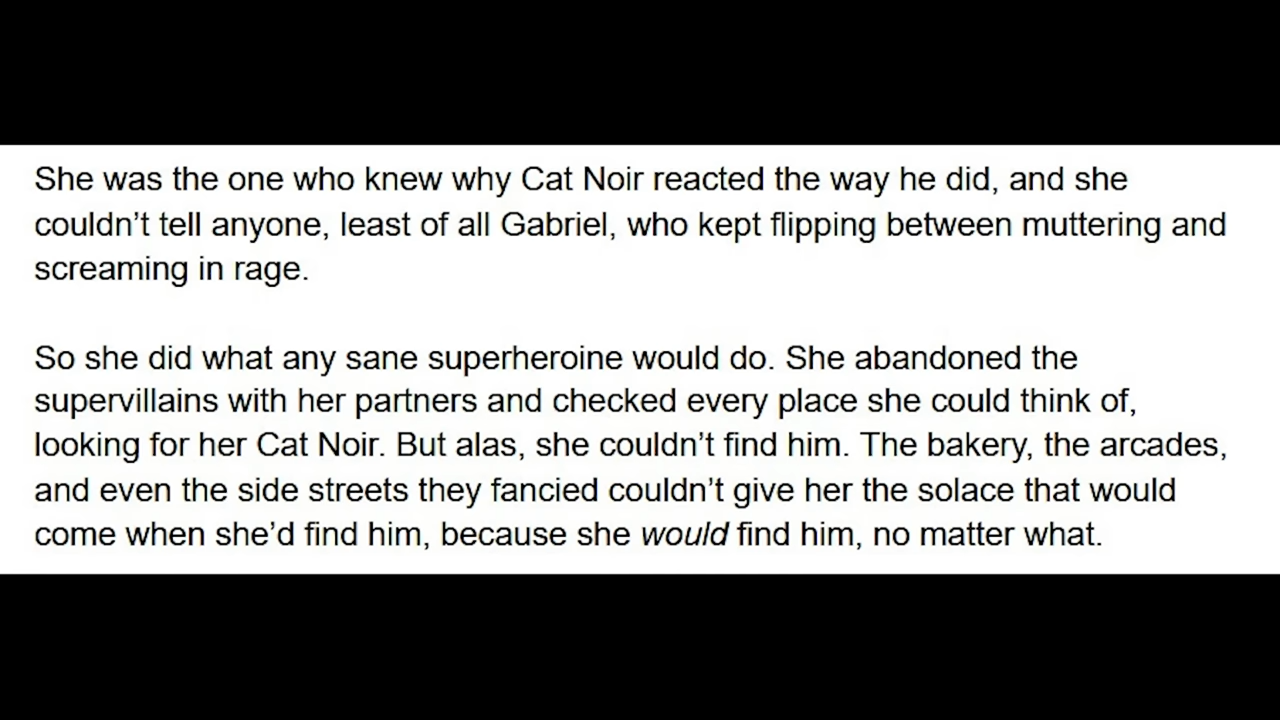 She was the one who knew why Cat Noir reacted the way he did, and she
couldn’t tell anyone, least of all Gabriel, who kept flipping between muttering and
screaming in rage.
So she did what any sane superheroine would do. She abandoned the
supervillains with her partners and checked every place she could think of,
looking for her Cat Noir. But alas, she couldn’t find him. The bakery, the arcades,
and even the side streets they fancied couldn’t give her the solace that would
come when she’d find him, because she would find him, no matter what.